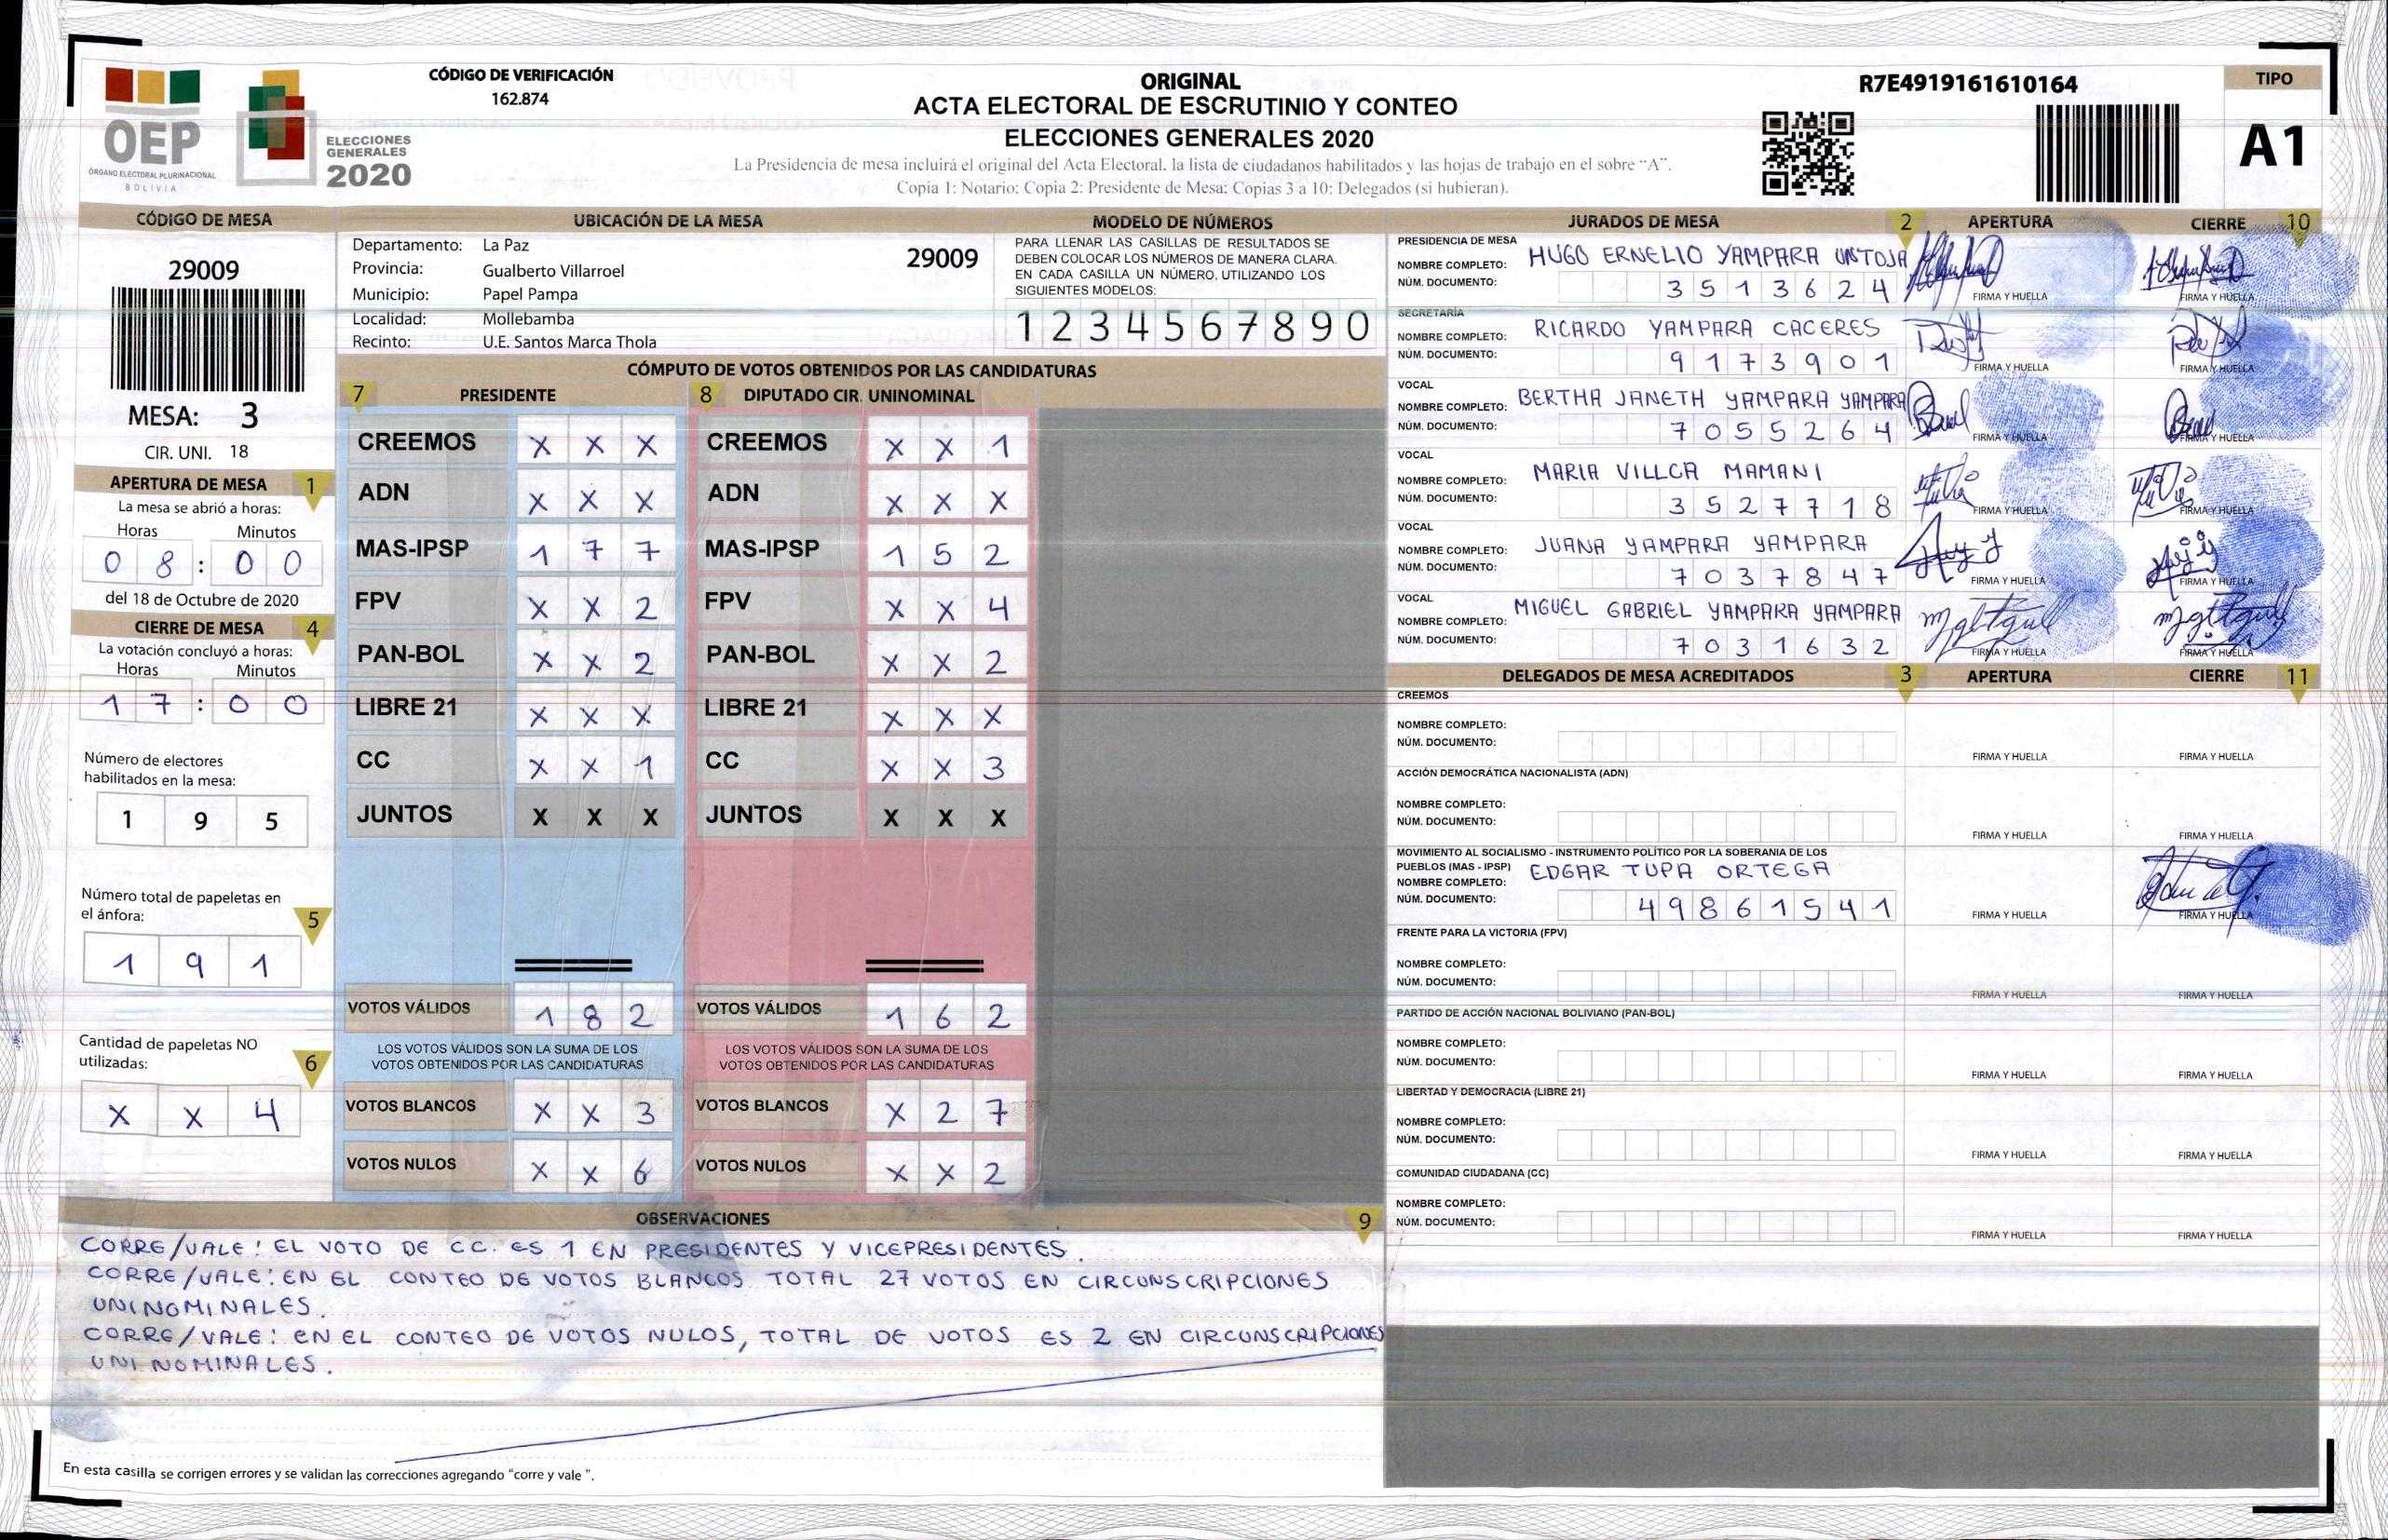 CÓDIGO DE VERIFICACIÓN
162.874
ORIGINAL
ACTA ELECTORAL DE ESCRUTINIO Y CONTEO
ELECCIONES GENERALES 2020
La Presidencia de mesa incluirá el original del Acta Electoral, la lista de ciudadanos habilitados y las hojas de trabajo en el sobre “A”.
Copia 1: Notario; Copia 2: Presidente de Mesa; Copias 3 a 10: Delegados (si hubieran).
R7E4919161610164
TIPO
A1
OEP
ÓRGANO ELECTORAL PLURINACIONAL
BOLIVIA
ELECCIONES
GENERALES
2020
CÓDIGO DE MESA
29009
MESA: 3
CIR. UNI. 18
APERTURA DE MESA 1
La mesa se abrió a horas:
Horas Minutos
0 8 : 0 0
del 18 de Octubre de 2020
CIERRE DE MESA 4
La votación concluyó a horas:
Horas Minutos
1 7 : 0 0
Número de electores
habilitados en la mesa:
1 9 5
Número total de papeletas en
el ánfora: 5
1 9 1
Cantidad de papeletas NO
utilizadas: 6
X X 4
UBICACIÓN DE LA MESA
Departamento: La Paz
29009
Provincia: Gualberto Villarroel
Municipio: Papel Pampa
Localidad: Mollebamba
Recinto: U.E. Santos Marca Thola
MODELO DE NÚMEROS
PARA LLENAR LAS CASILLAS DE RESULTADOS SE
DEBEN COLOCAR LOS NÚMEROS DE MANERA CLARA.
EN CADA CASILLA UN NÚMERO, UTILIZANDO LOS
SIGUIENTES MODELOS:
1 2 3 4 5 6 7 8 9 0
CÓMPUTO DE VOTOS OBTENIDOS POR LAS CANDIDATURAS
7 PRESIDENTE 8 DIPUTADO CIR. UNINOMINAL
CREEMOS X X X CREEMOS X X 1
ADN X X X ADN X X X
MAS-IPSP 1 7 7 MAS-IPSP 1 5 2
FPV X X 2 FPV X X 4
PAN-BOL X X 2 PAN-BOL X X 2
LIBRE 21 X X X LIBRE 21 X X X
CC X X 1 CC X X 3
JUNTOS X X X JUNTOS X X X
VOTOS VÁLIDOS 1 8 2 VOTOS VÁLIDOS 1 6 2
LOS VOTOS VÁLIDOS SON LA SUMA DE LOS LOS VOTOS VÁLIDOS SON LA SUMA DE LOS
VOTOS OBTENIDOS POR LAS CANDIDATURAS VOTOS OBTENIDOS POR LAS CANDIDATURAS
VOTOS BLANCOS X X 3 VOTOS BLANCOS X 2 7
VOTOS NULOS X X 6 VOTOS NULOS X X 2
OBSERVACIONES 9
CORRE/VALE: EL VOTO DE CC. ES 1 EN PRESIDENTES Y VICEPRESIDENTES.
CORRE/VALE: EN EL CONTEO DE VOTOS BLANCOS TOTAL 27 VOTOS EN CIRCUNSCRIPCIONES
UNINOMINALES.
CORRE/VALE: EN EL CONTEO DE VOTOS NULOS, TOTAL DE VOTOS ES 2 EN CIRCUNSCRIPCIONES
UNINOMINALES.
En esta casilla se corrigen errores y se validan las correcciones agregando “corre y vale ”.
JURADOS DE MESA 2 APERTURA CIERRE 10
PRESIDENCIA DE MESA
NOMBRE COMPLETO: HUGO ERNELIO YAMPARA UNTOJA
NÚM. DOCUMENTO: 3 5 1 3 6 2 4 FIRMA Y HUELLA FIRMA Y HUELLA
SECRETARÍA
NOMBRE COMPLETO: RICARDO YAMPARA CACERES
NÚM. DOCUMENTO: 9 1 7 3 9 0 1 FIRMA Y HUELLA FIRMA Y HUELLA
VOCAL
NOMBRE COMPLETO: BERTHA JANETH YAMPARA YAMPARA
NÚM. DOCUMENTO: 7 0 5 5 2 6 4 FIRMA Y HUELLA FIRMA Y HUELLA
VOCAL
NOMBRE COMPLETO: MARIA VILLCA MAMANI
NÚM. DOCUMENTO: 3 5 2 7 7 1 8 FIRMA Y HUELLA FIRMA Y HUELLA
VOCAL
NOMBRE COMPLETO: JUANA YAMPARA YAMPARA
NÚM. DOCUMENTO: 7 0 3 7 8 4 7 FIRMA Y HUELLA FIRMA Y HUELLA
VOCAL
NOMBRE COMPLETO: MIGUEL GABRIEL YAMPARA YAMPARA
NÚM. DOCUMENTO: 7 0 3 1 6 3 2 FIRMA Y HUELLA FIRMA Y HUELLA
DELEGADOS DE MESA ACREDITADOS 3 APERTURA CIERRE 11
CREEMOS
NOMBRE COMPLETO:
NÚM. DOCUMENTO: FIRMA Y HUELLA FIRMA Y HUELLA
ACCIÓN DEMOCRÁTICA NACIONALISTA (ADN)
NOMBRE COMPLETO:
NÚM. DOCUMENTO: FIRMA Y HUELLA FIRMA Y HUELLA
MOVIMIENTO AL SOCIALISMO - INSTRUMENTO POLÍTICO POR LA SOBERANIA DE LOS
PUEBLOS (MAS - IPSP)
NOMBRE COMPLETO: EDGAR TUPA ORTEGA
NÚM. DOCUMENTO: 4 9 8 6 1 5 4 1 FIRMA Y HUELLA FIRMA Y HUELLA
FRENTE PARA LA VICTORIA (FPV)
NOMBRE COMPLETO:
NÚM. DOCUMENTO: FIRMA Y HUELLA FIRMA Y HUELLA
PARTIDO DE ACCIÓN NACIONAL BOLIVIANO (PAN-BOL)
NOMBRE COMPLETO:
NÚM. DOCUMENTO: FIRMA Y HUELLA FIRMA Y HUELLA
LIBERTAD Y DEMOCRACIA (LIBRE 21)
NOMBRE COMPLETO:
NÚM. DOCUMENTO: FIRMA Y HUELLA FIRMA Y HUELLA
COMUNIDAD CIUDADANA (CC)
NOMBRE COMPLETO:
NÚM. DOCUMENTO: FIRMA Y HUELLA FIRMA Y HUELLA